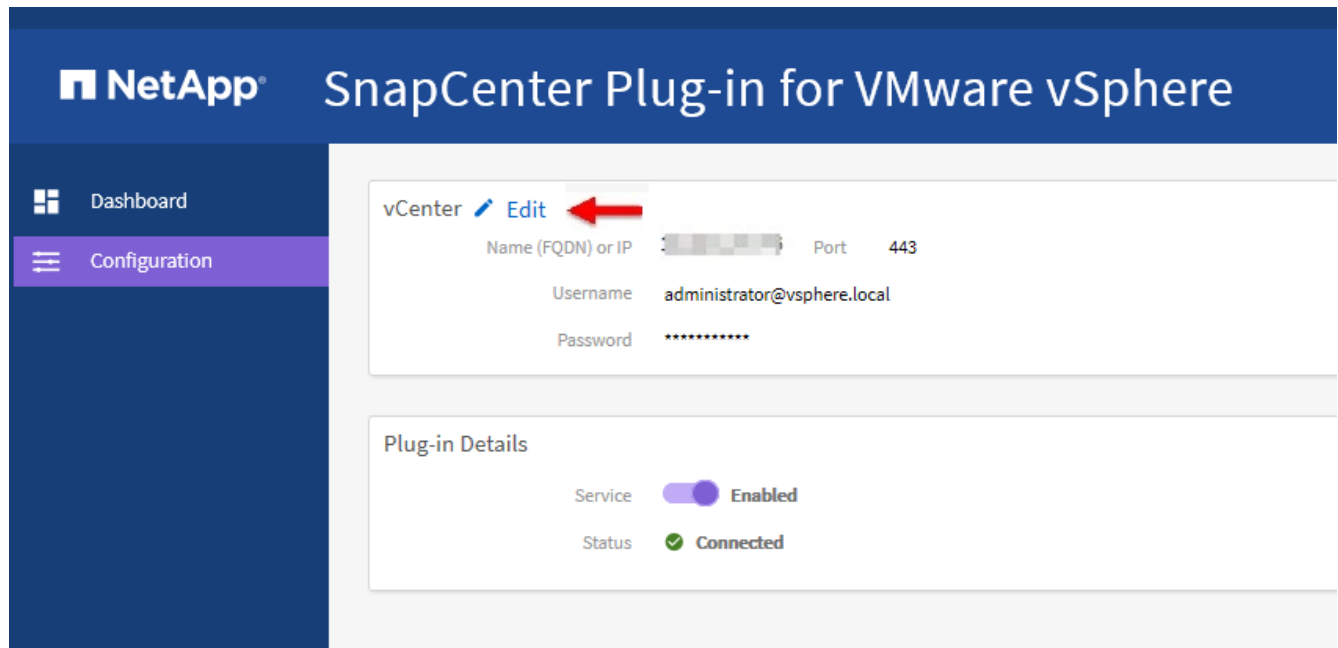 NetApp® SnapCenter Plug-in for VMware vSphere
Dashboard
Configuration
vCenter Edit
Name (FQDN) or IP Port 443
Username administrator@vsphere.local
Password ***********
Plug-in Details
Service Enabled
Status Connected